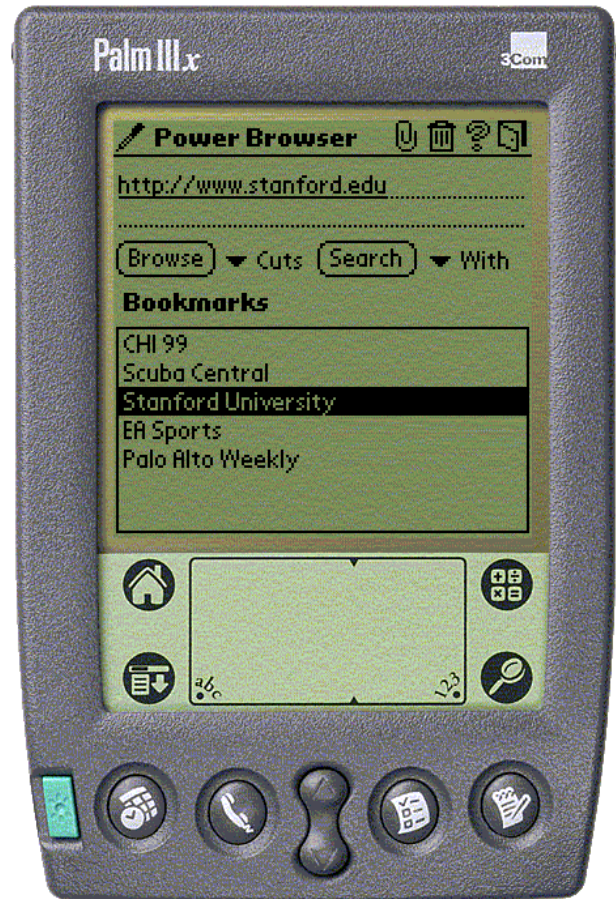 Palm IIIx
3Com
Power Browser
http://www.stanford.edu
Browse Cuts Search With
Bookmarks
CHI 99
Scuba Central
Stanford University
EA Sports
Palo Alto Weekly
abc 123